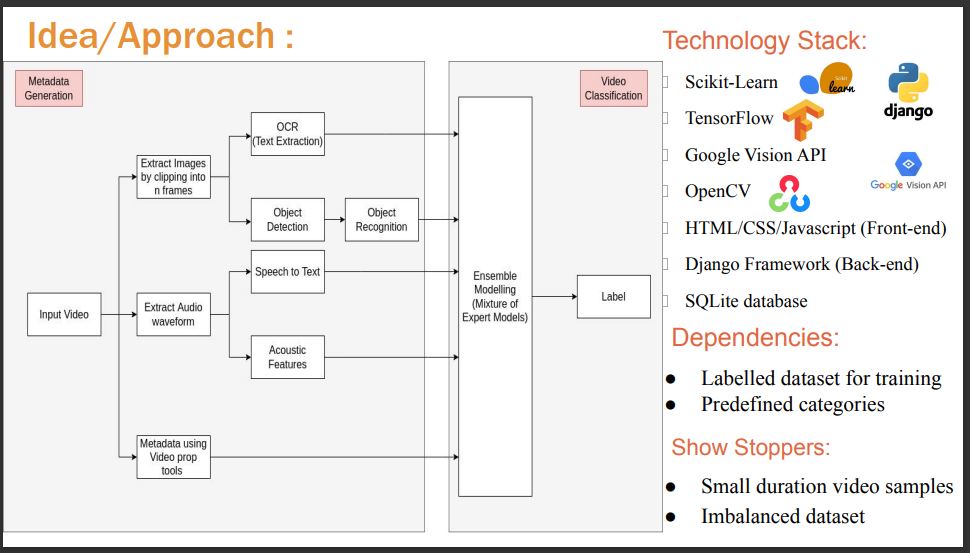 Idea/Approach :
Metadata
Generation
Input Video
Extract Images
by clipping into
n frames
OCR
(Text Extraction)
Object
Detection
Object
Recognition
Extract Audio
waveform
Speech to Text
Acoustic
Features
Metadata using
Video prop
tools
Video
Classification
Ensemble
Modelling
(Mixture of
Expert Models)
Label
Technology Stack:
Scikit-Learn
scikit
learn
django
TensorFlow
Google Vision API
Google Vision API
OpenCV
HTML/CSS/Javascript (Front-end)
Django Framework (Back-end)
SQLite database
Dependencies:
● Labelled dataset for training
● Predefined categories
Show Stoppers:
● Small duration video samples
● Imbalanced dataset